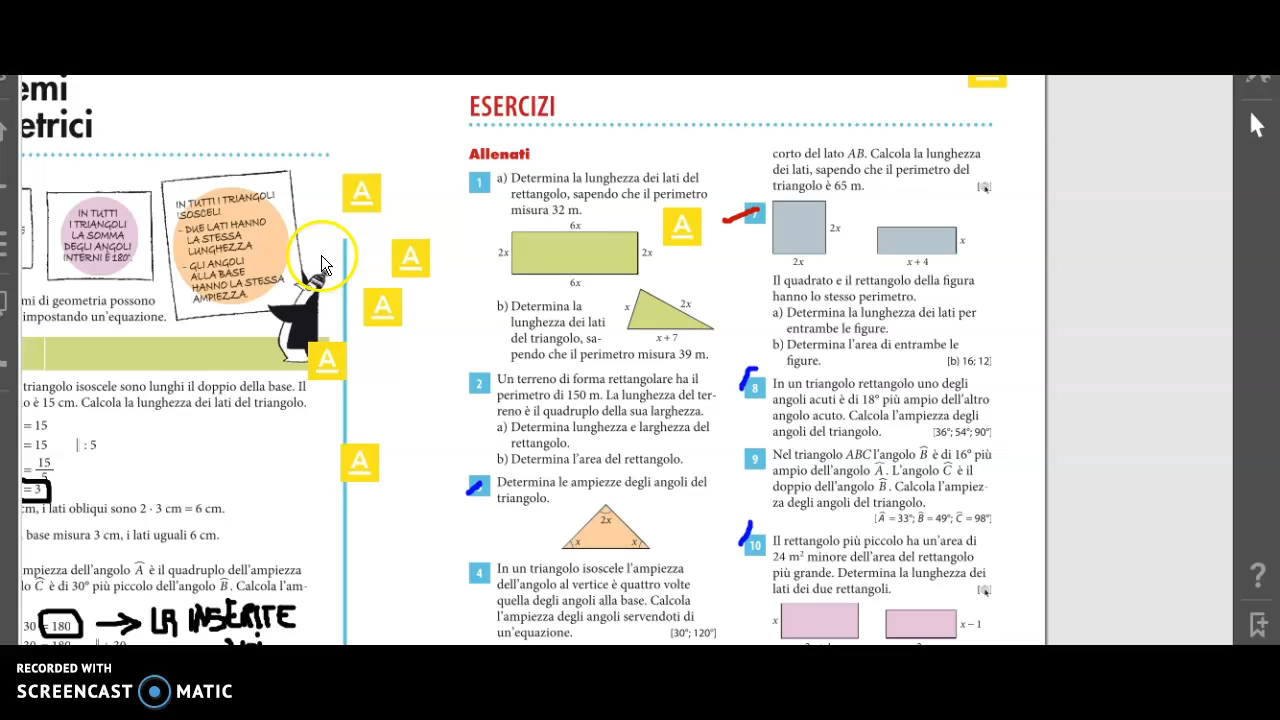 emi
etrici
IN TUTTI
I TRIANGOLI
LA SOMMA
DEGLI ANGOLI
INTERNI È 180°.
IN TUTTI I TRIANGOLI
ISOSCELI
- DUE LATI HANNO
LA STESSA
LUNGHEZZA
- GLI ANGOLI
ALLA BASE
HANNO LA STESSA
AMPIEZZA.
mi di geometria possono
impostando un'equazione.
triangolo isoscele sono lunghi il doppio della base. Il
o è 15 cm. Calcola la lunghezza dei lati del triangolo.
= 15
= 15 || : 5
= 15/5
= 3
cm, i lati obliqui sono 2 · 3 cm = 6 cm.
base misura 3 cm, i lati uguali 6 cm.
mpiezza dell'angolo Â è il quadruplo dell'ampiezza
lo Ĉ è di 30° più piccolo dell'angolo B̂. Calcola l'am-
30 = 180 → LA INSERITE
A
A
A
A
A
A
ESERCIZI
Allenati
1 a) Determina la lunghezza dei lati del
rettangolo, sapendo che il perimetro
misura 32 m.
6x
2x 2x
6x
b) Determina la
lunghezza dei lati
del triangolo, sa-
pendo che il perimetro misura 39 m.
x 2x
x + 7
2 Un terreno di forma rettangolare ha il
perimetro di 150 m. La lunghezza del ter-
reno è il quadruplo della sua larghezza.
a) Determina lunghezza e larghezza del
rettangolo.
b) Determina l'area del rettangolo.
Determina le ampiezze degli angoli del
triangolo.
2x
x x
4 In un triangolo isoscele l'ampiezza
dell'angolo al vertice è quattro volte
quella degli angoli alla base. Calcola
l'ampiezza degli angoli servendoti di
un'equazione. [30°; 120°]
corto del lato AB. Calcola la lunghezza
dei lati, sapendo che il perimetro del
triangolo è 65 m.
2x x
2x x + 4
Il quadrato e il rettangolo della figura
hanno lo stesso perimetro.
a) Determina la lunghezza dei lati per
entrambe le figure.
b) Determina l'area di entrambe le
figure. [b) 16; 12]
8 In un triangolo rettangolo uno degli
angoli acuti è di 18° più ampio dell'altro
angolo acuto. Calcola l'ampiezza degli
angoli del triangolo. [36°; 54°; 90°]
9 Nel triangolo ABC l'angolo B̂ è di 16° più
ampio dell'angolo Â. L'angolo Ĉ è il
doppio dell'angolo B̂. Calcola l'ampiez-
za degli angoli del triangolo.
[Â = 33°; B̂ = 49°; Ĉ = 98°]
10 Il rettangolo più piccolo ha un'area di
24 m² minore dell'area del rettangolo
più grande. Determina la lunghezza dei
lati dei due rettangoli.
x x − 1
?
RECORDED WITH
SCREENCAST MATIC